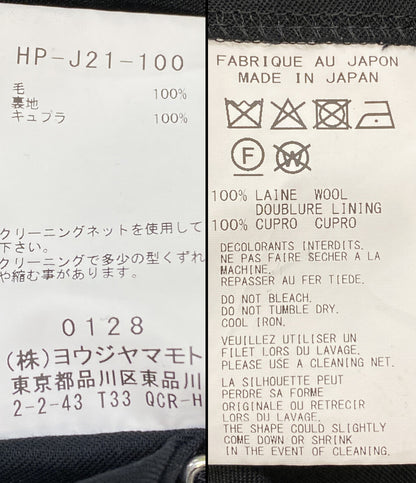 HP-J21-100
毛 100%
裏地
キュプラ 100%
クリーニングネットを使用して
下さい。
クリーニングで多少の型くずれ
や縮む事があります。
0128
(株)ヨウジヤマモト
東京都品川区東品川
2-2-43 T33 QCR-H
FABRIQUE AU JAPON
MADE IN JAPAN
F W
100% LAINE WOOL
DOUBLURE LINING
100% CUPRO CUPRO
DECOLORANTS INTERDITS.
NE PAS FAIRE SECHER A LA
MACHINE.
REPASSER AU FER TIEDE.
DO NOT BLEACH.
DO NOT TUMBLE DRY.
COOL IRON.
VEUILLEZ UTILISER UN
FILET LORS DU LAVAGE.
PLEASE USE A CLEANING NET.
LA SILHOUETTE PEUT
PERDRE SA FORME
ORIGINALE OU RETRECIR
LORS DU LAVAGE.
THE SHAPE COULD SLIGHTLY
COME DOWN OR SHRINK
IN THE EVENT OF CLEANING.